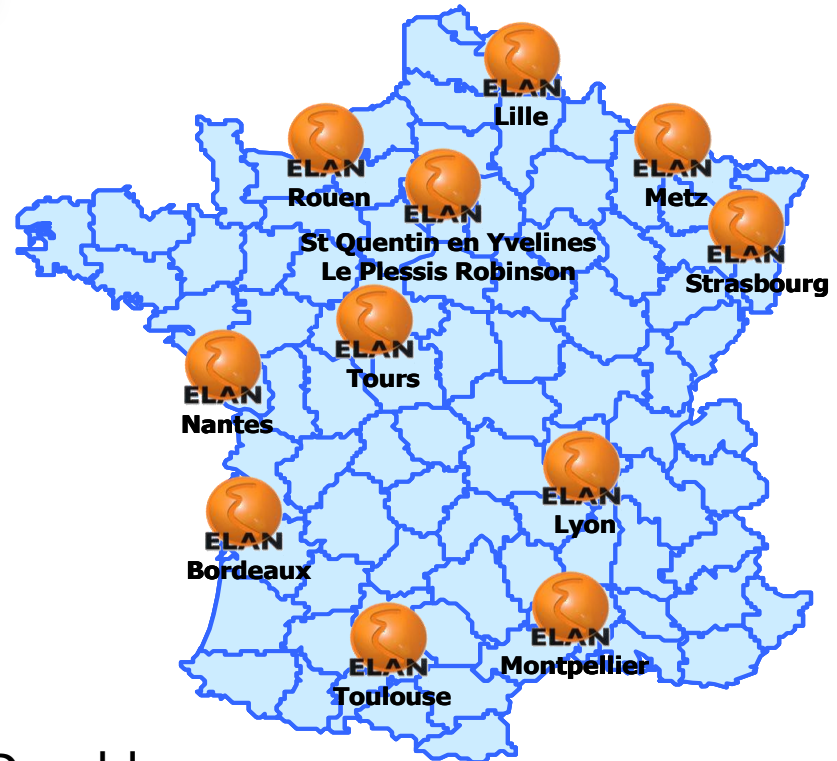 ELAN
Lille
ELAN
Rouen
ELAN
Metz
ELAN
St Quentin en Yvelines
Le Plessis Robinson
ELAN
Strasbourg
ELAN
Tours
ELAN
Nantes
ELAN
Lyon
ELAN
Bordeaux
ELAN
Montpellier
ELAN
Toulouse